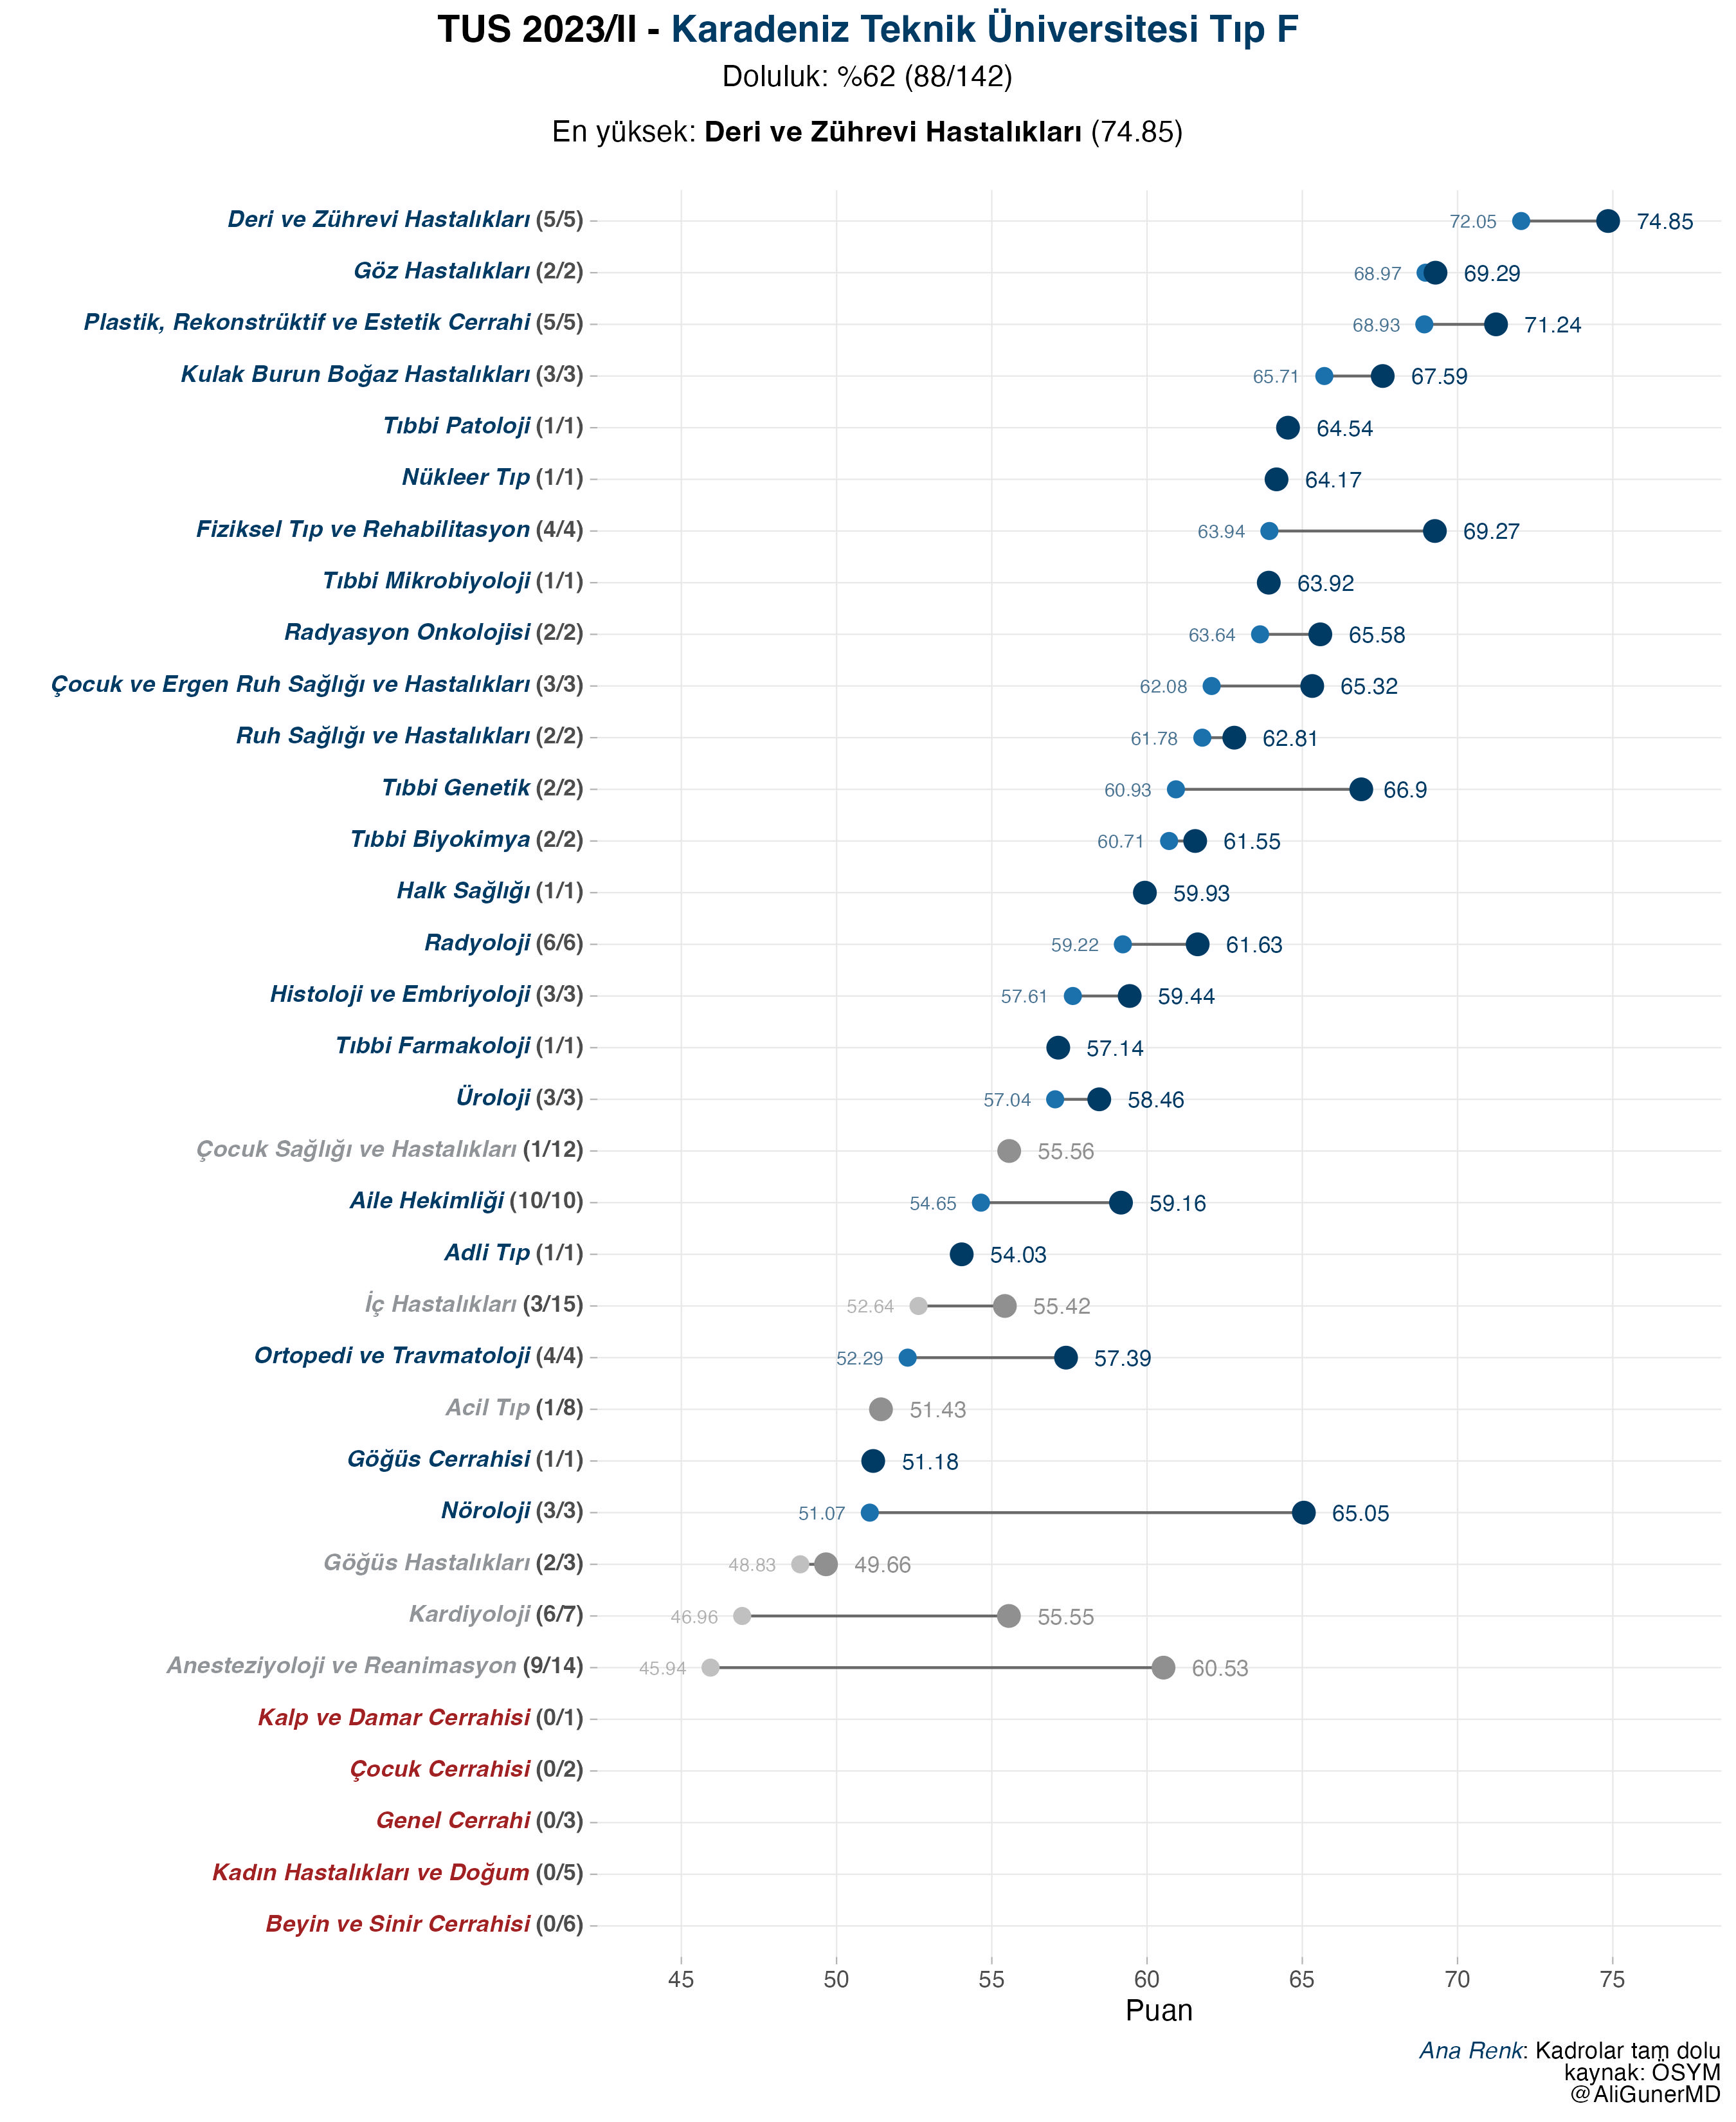 TUS 2023/II - Karadeniz Teknik Üniversitesi Tıp F
Doluluk: %62 (88/142)
En yüksek: Deri ve Zührevi Hastalıkları (74.85)
Deri ve Zührevi Hastalıkları (5/5) 72.05 74.85
Göz Hastalıkları (2/2) 68.97 69.29
Plastik, Rekonstrüktif ve Estetik Cerrahi (5/5) 68.93 71.24
Kulak Burun Boğaz Hastalıkları (3/3) 65.71 67.59
Tıbbi Patoloji (1/1) 64.54
Nükleer Tıp (1/1) 64.17
Fiziksel Tıp ve Rehabilitasyon (4/4) 63.94 69.27
Tıbbi Mikrobiyoloji (1/1) 63.92
Radyasyon Onkolojisi (2/2) 63.64 65.58
Çocuk ve Ergen Ruh Sağlığı ve Hastalıkları (3/3) 62.08 65.32
Ruh Sağlığı ve Hastalıkları (2/2) 61.78 62.81
Tıbbi Genetik (2/2) 60.93 66.9
Tıbbi Biyokimya (2/2) 60.71 61.55
Halk Sağlığı (1/1) 59.93
Radyoloji (6/6) 59.22 61.63
Histoloji ve Embriyoloji (3/3) 57.61 59.44
Tıbbi Farmakoloji (1/1) 57.14
Üroloji (3/3) 57.04 58.46
Çocuk Sağlığı ve Hastalıkları (1/12) 55.56
Aile Hekimliği (10/10) 54.65 59.16
Adli Tıp (1/1) 54.03
İç Hastalıkları (3/15) 52.64 55.42
Ortopedi ve Travmatoloji (4/4) 52.29 57.39
Acil Tıp (1/8) 51.43
Göğüs Cerrahisi (1/1) 51.18
Nöroloji (3/3) 51.07 65.05
Göğüs Hastalıkları (2/3) 48.83 49.66
Kardiyoloji (6/7) 46.96 55.55
Anesteziyoloji ve Reanimasyon (9/14) 45.94 60.53
Kalp ve Damar Cerrahisi (0/1)
Çocuk Cerrahisi (0/2)
Genel Cerrahi (0/3)
Kadın Hastalıkları ve Doğum (0/5)
Beyin ve Sinir Cerrahisi (0/6)
45 50 55 60 65 70 75
Puan
Ana Renk: Kadrolar tam dolu
kaynak: ÖSYM
@AliGunerMD